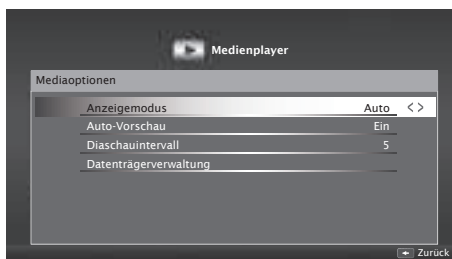 Medienplayer
Mediaoptionen
Anzeigemodus Auto < >
Auto-Vorschau Ein
Diaschauintervall 5
Datenträgerverwaltung
Zurück